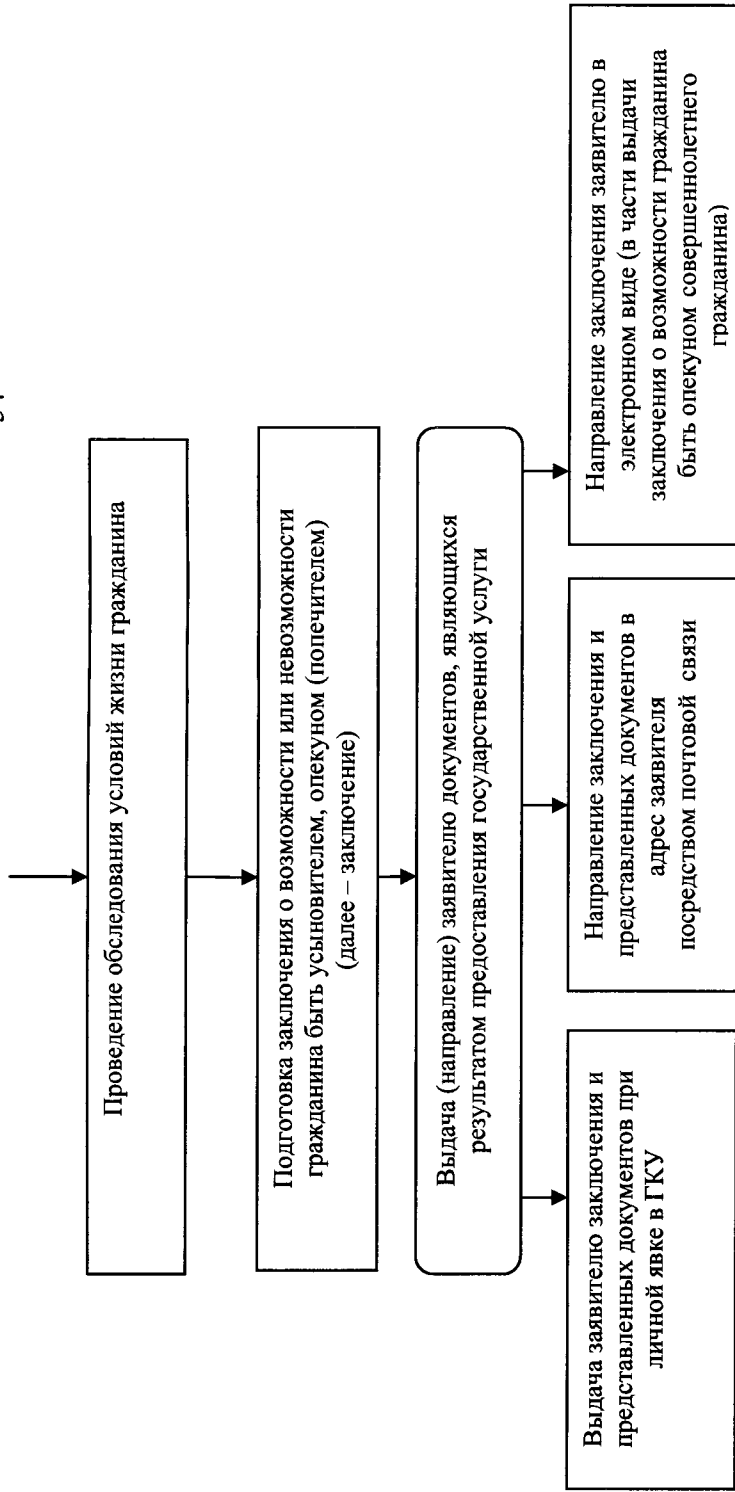 Проведение обследования условий жизни гражданина
Подготовка заключения о возможности или невозможности
гражданина быть усыновителем, опекуном (попечителем)
(далее – заключение)
Выдача (направление) заявителю документов, являющихся
результатом предоставления государственной услуги
Выдача заявителю заключения и
представленных документов при
личной явке в ГКУ
Направление заключения и
представленных документов в
адрес заявителя
посредством почтовой связи
Направление заключения заявителю в
электронном виде (в части выдачи
заключения о возможности гражданина
быть опекуном совершеннолетнего
гражданина)